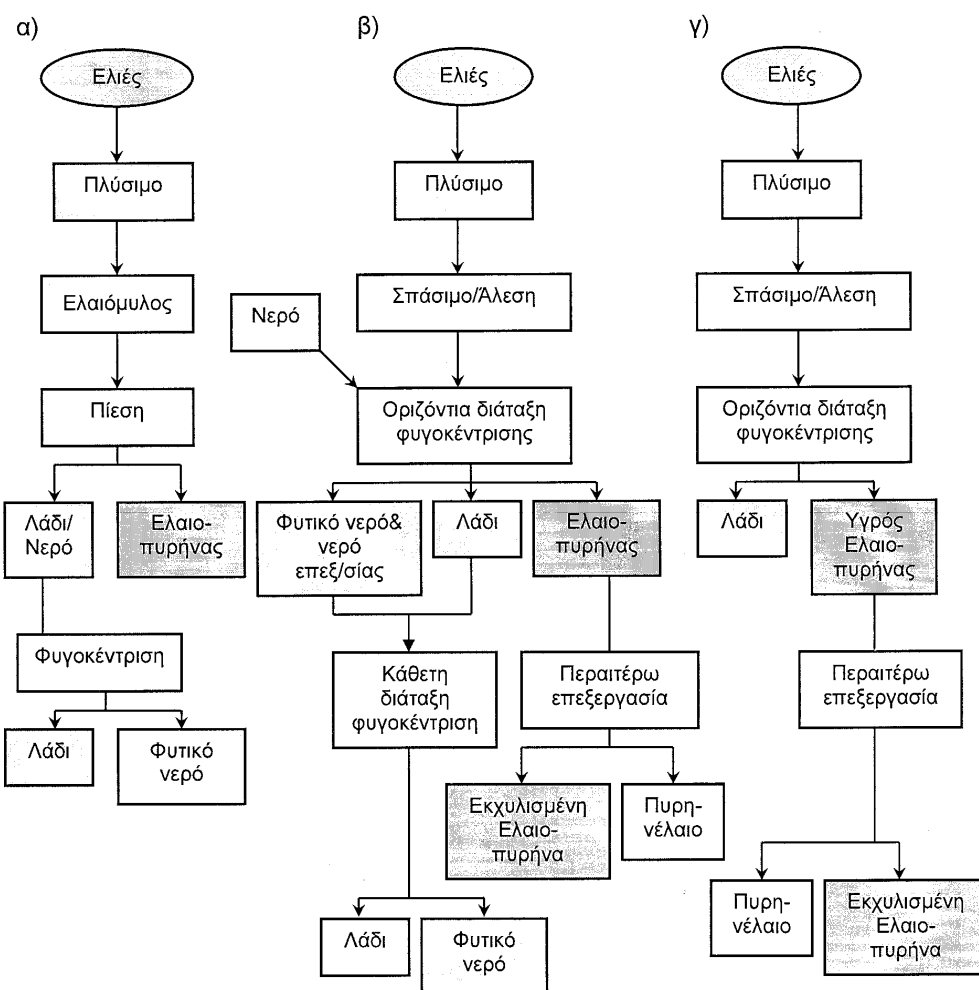 α)
Ελιές
Πλύσιμο
Ελαιόμυλος
Πίεση
Λάδι/
Νερό
Ελαιο-
πυρήνας
Φυγοκέντριση
Λάδι
Φυτικό
νερό
β)
Ελιές
Πλύσιμο
Σπάσιμο/Άλεση
Νερό
Οριζόντια διάταξη
φυγοκέντρισης
Φυτικό νερό&
νερό
επεξ/σίας
Λάδι
Ελαιο-
πυρήνας
Κάθετη
διάταξη
φυγοκέντριση
Περαιτέρω
επεξεργασία
Εκχυλισμένη
Ελαιο-
πυρήνα
Πυρη-
νέλαιο
Λάδι
Φυτικό
νερό
γ)
Ελιές
Πλύσιμο
Σπάσιμο/Άλεση
Οριζόντια διάταξη
φυγοκέντρισης
Λάδι
Υγρός
Ελαιο-
πυρήνας
Περαιτέρω
επεξεργασία
Πυρη-
νέλαιο
Εκχυλισμένη
Ελαιο-
πυρήνα